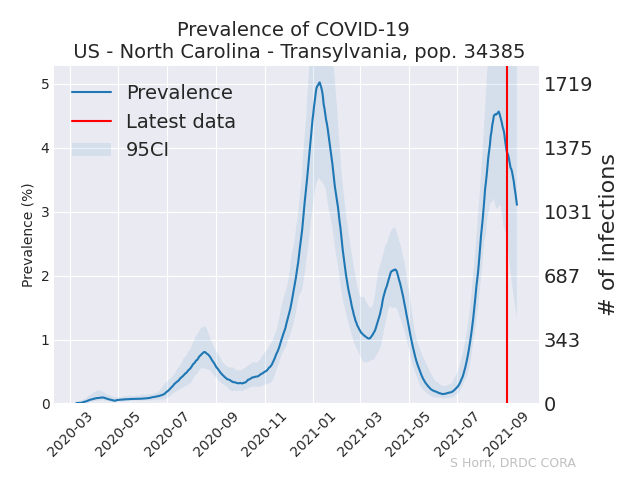 Prevalence of COVID-19
US - North Carolina - Transylvania, pop. 34385
Prevalence
Latest data
95CI
Prevalence (%)
5
4
3
2
1
0
1719
1375
1031
687
343
0
# of infections
2020-03
2020-05
2020-07
2020-09
2020-11
2021-01
2021-03
2021-05
2021-07
2021-09
S Horn, DRDC CORA